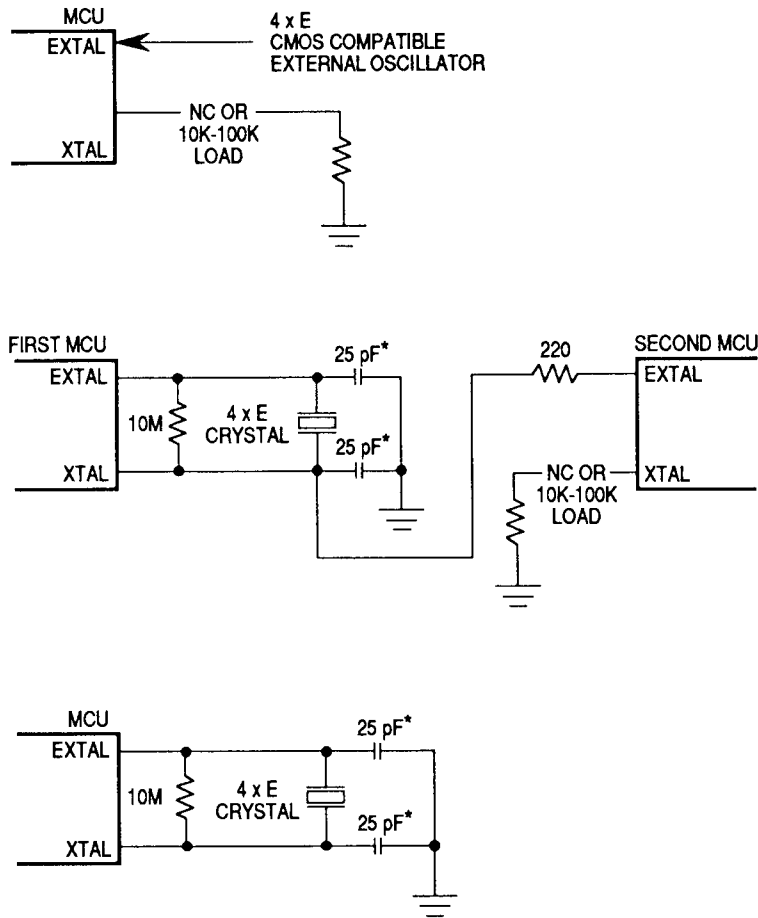 MCU
EXTAL
4 x E
CMOS COMPATIBLE
EXTERNAL OSCILLATOR
NC OR
10K-100K
LOAD
XTAL
FIRST MCU
EXTAL
25 pF*
10M
4 x E
CRYSTAL
25 pF*
XTAL
220
SECOND MCU
EXTAL
NC OR
10K-100K
LOAD
XTAL
MCU
EXTAL
25 pF*
10M
4 x E
CRYSTAL
25 pF*
XTAL